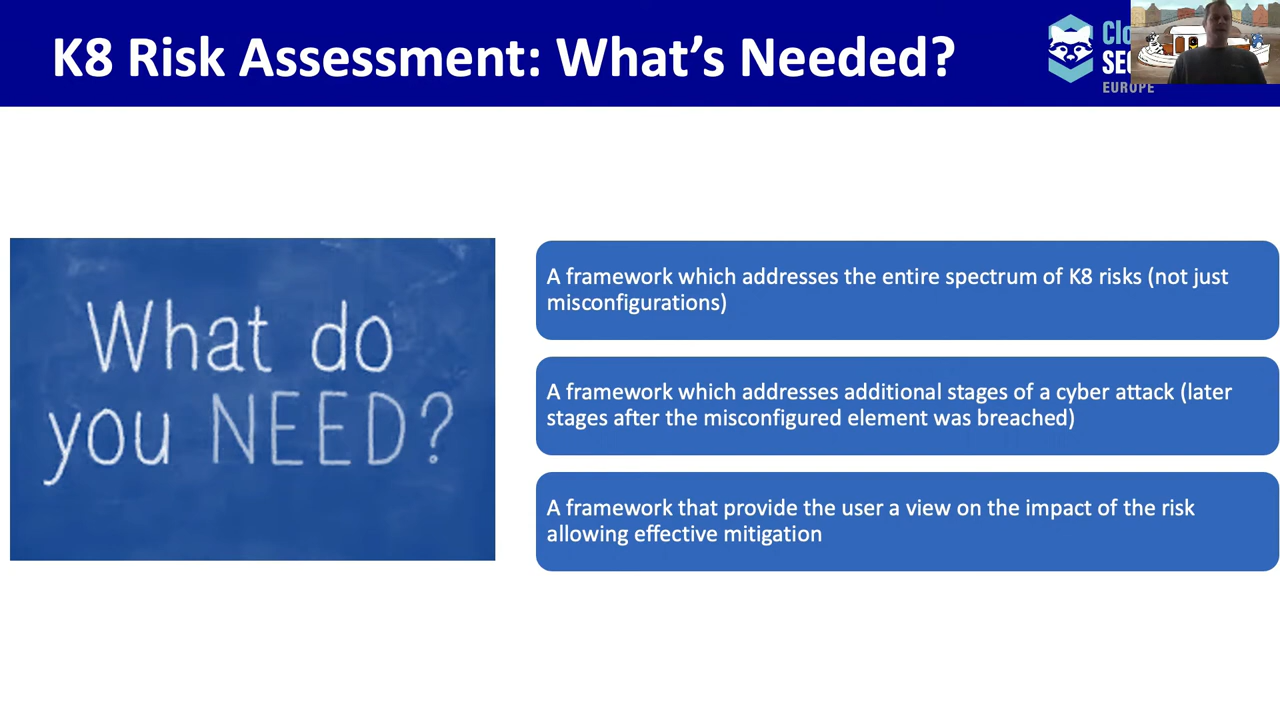 K8 Risk Assessment: What's Needed?
SE
EUROPE
What do
you NEED?
A framework which addresses the entire spectrum of K8 risks (not just
misconfigurations)
A framework which addresses additional stages of a cyber attack (later
stages after the misconfigured element was breached)
A framework that provide the user a view on the impact of the risk
allowing effective mitigation